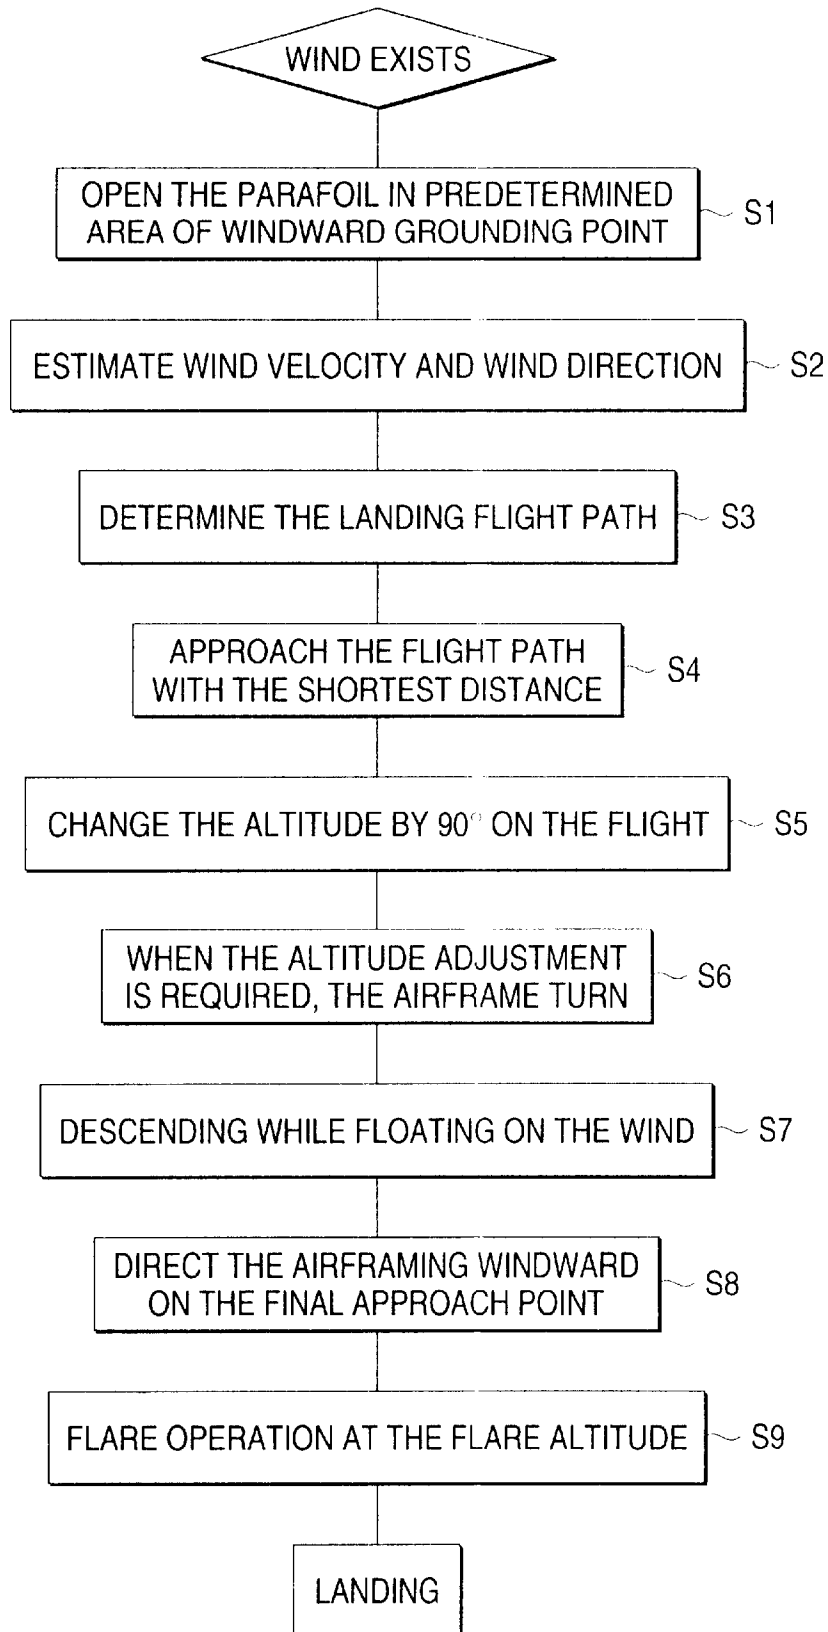 WIND EXISTS
OPEN THE PARAFOIL IN PREDETERMINED
AREA OF WINDWARD GROUNDING POINT
S1
ESTIMATE WIND VELOCITY AND WIND DIRECTION
S2
DETERMINE THE LANDING FLIGHT PATH
S3
APPROACH THE FLIGHT PATH
WITH THE SHORTEST DISTANCE
S4
CHANGE THE ALTITUDE BY 90° ON THE FLIGHT
S5
WHEN THE ALTITUDE ADJUSTMENT
IS REQUIRED, THE AIRFRAME TURN
S6
DESCENDING WHILE FLOATING ON THE WIND
S7
DIRECT THE AIRFRAMING WINDWARD
ON THE FINAL APPROACH POINT
S8
FLARE OPERATION AT THE FLARE ALTITUDE
S9
LANDING